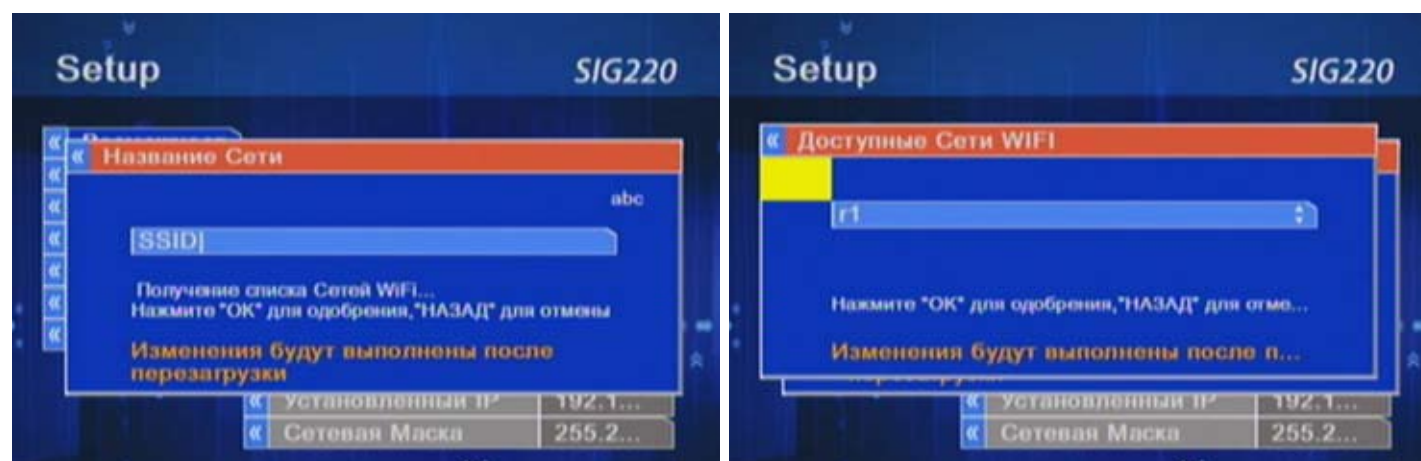 Setup
SIG220
Название Сети
abc
SSID
Получение списка Сетей WiFi...
Нажмите "ОК" для одобрения,"НАЗАД" для отмены
Изменения будут выполнены после
перезагрузки
Установленный IP
192.1...
Сетевая Маска
255.2...
Setup
SIG220
Доступные Сети WIFI
r1
Нажмите "ОК" для одобрения,"НАЗАД" для отме...
Изменения будут выполнены после п...
Установленный IP
192.1...
Сетевая Маска
255.2...